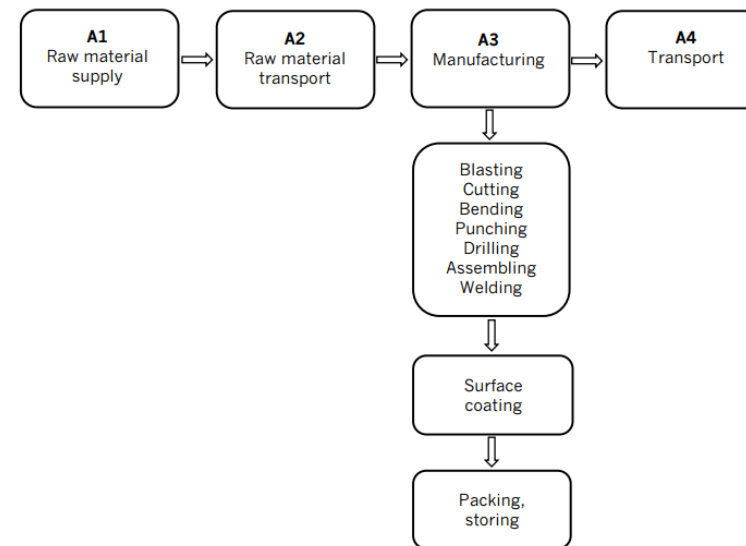 A1
Raw material
supply
A2
Raw material
transport
A3
Manufacturing
A4
Transport
Blasting
Cutting
Bending
Punching
Drilling
Assembling
Welding
Surface
coating
Packing,
storing